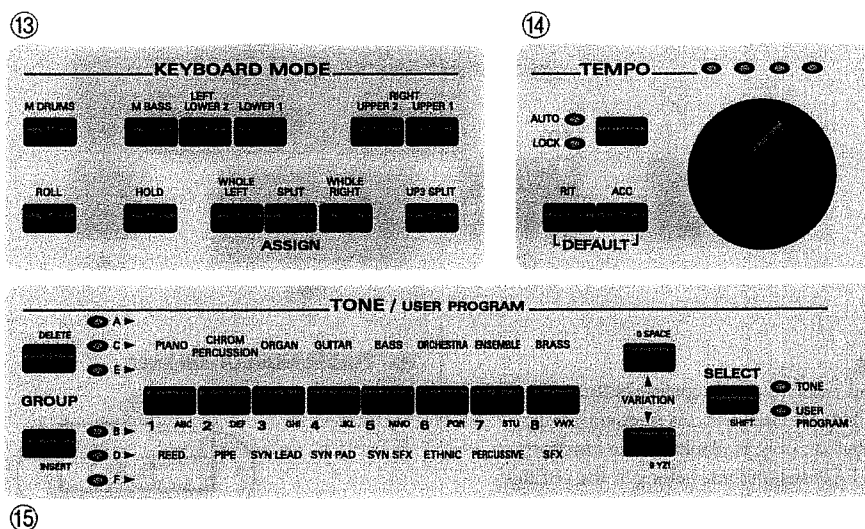 ⑬
KEYBOARD MODE
LEFT
RIGHT
M DRUMS M BASS LOWER 2 LOWER 1 UPPER 2 UPPER 1
ROLL HOLD WHOLE LEFT SPLIT WHOLE RIGHT UP3 SPLIT
ASSIGN
⑭
TEMPO
AUTO
LOCK
RIT ACC
DEFAULT
TONE / USER PROGRAM
DELETE
A ►
C ►
E ►
PIANO CHROM PERCUSSION ORGAN GUITAR BASS ORCHESTRA ENSEMBLE BRASS
0 SPACE
GROUP
▲
VARIATION
▼
SELECT
TONE
USER PROGRAM
SHIFT
1 ABC 2 DEF 3 GHI 4 JKL 5 MNO 6 PQR 7 STU 8 VWX
B ►
D ►
F ►
REED PIPE SYN LEAD SYN PAD SYN SFX ETHNIC PERCUSSIVE SFX
INSERT
9 YZ!
⑮